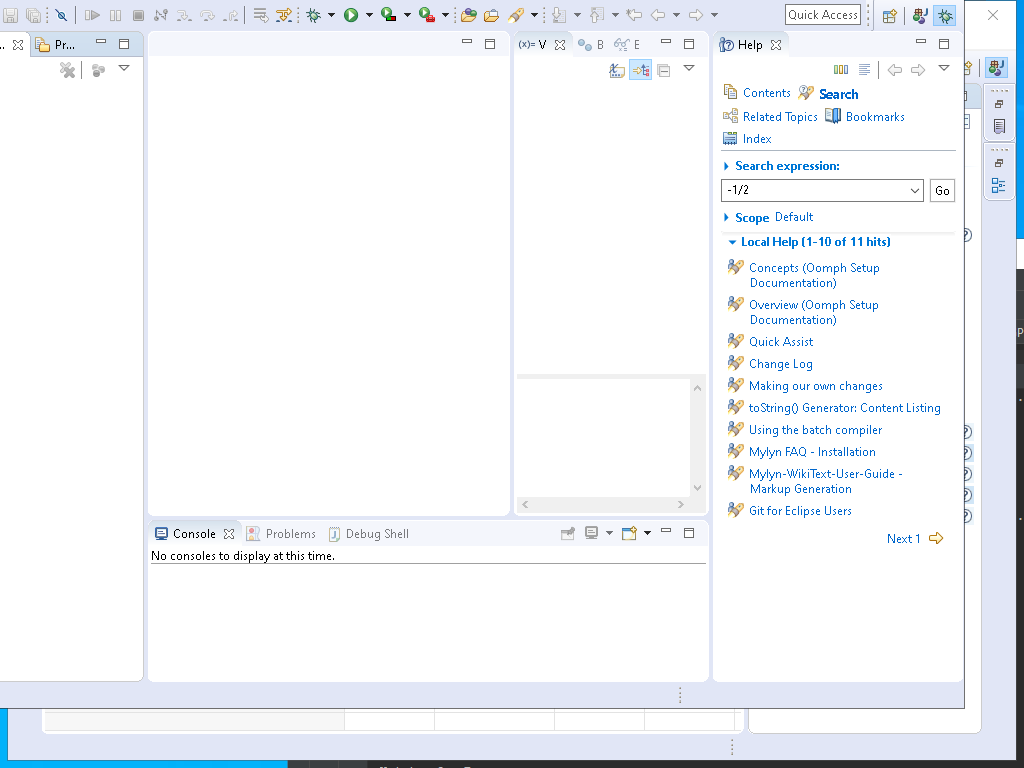 Quick Access
Pr...
(x)= V
B
E
Help
Contents
Search
Related Topics
Bookmarks
Index
Search expression:
-1/2
Go
Scope Default
Local Help (1-10 of 11 hits)
Concepts (Oomph Setup
Documentation)
Overview (Oomph Setup
Documentation)
Quick Assist
Change Log
Making our own changes
toString() Generator: Content Listing
Using the batch compiler
Mylyn FAQ - Installation
Mylyn-WikiText-User-Guide -
Markup Generation
Git for Eclipse Users
Next 1
Console
Problems
Debug Shell
No consoles to display at this time.